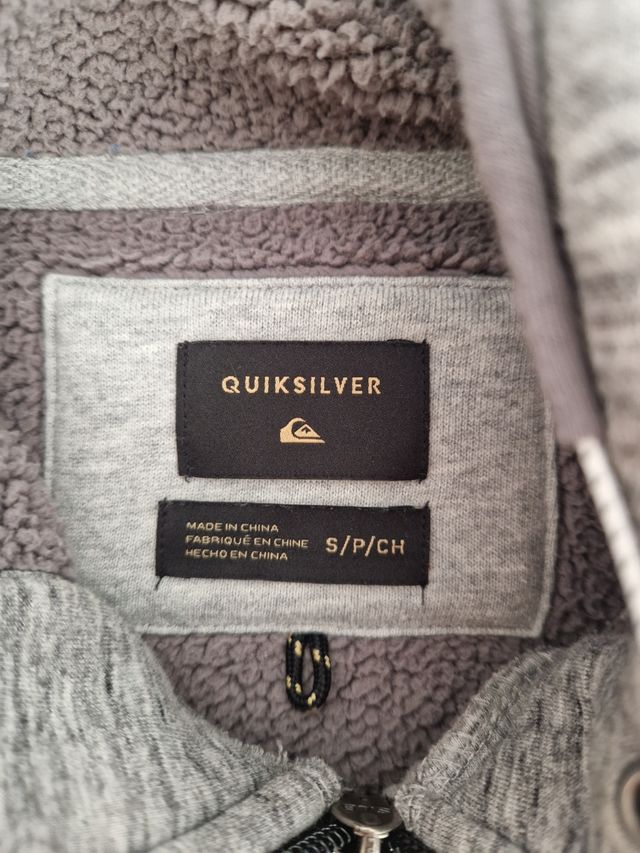 QUIKSILVER
MADE IN CHINA
FABRIQUÉ EN CHINE
HECHO EN CHINA
S/P/CH